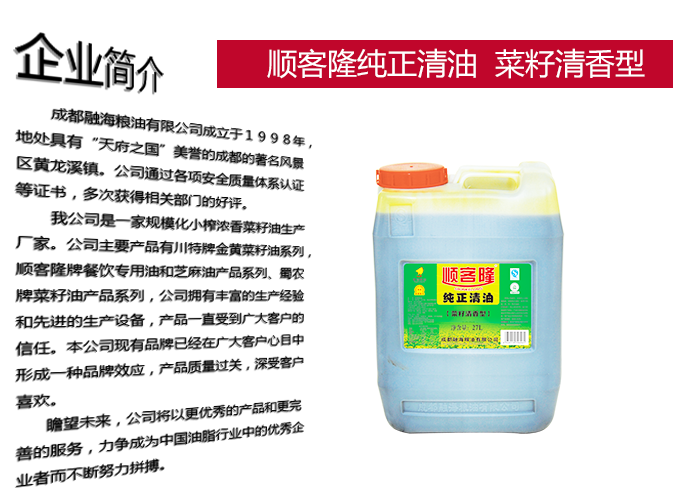 企业简介
顺客隆纯正清油 菜籽清香型
成都融海粮油有限公司成立于1998年，
地处具有“天府之国”美誉的成都的著名风景
区黄龙溪镇。公司通过各项安全质量体系认证
等证书，多次获得相关部门的好评。
我公司是一家规模化小榨浓香菜籽油生产
厂家。公司主要产品有川特牌金黄菜籽油系列，
顺客隆牌餐饮专用油和芝麻油产品系列、蜀农
牌菜籽油产品系列，公司拥有丰富的生产经验
和先进的生产设备，产品一直受到广大客户的
信任。本公司现有品牌已经在广大客户心目中
形成一种品牌效应，产品质量过关，深受客户
喜欢。
瞻望未来，公司将以更优秀的产品和更完
善的服务，力争成为中国油脂行业中的优秀企
业者而不断努力拼搏。
顺客隆
纯正清油
（菜籽清香型）
净含量：27L
成都融海粮油有限公司